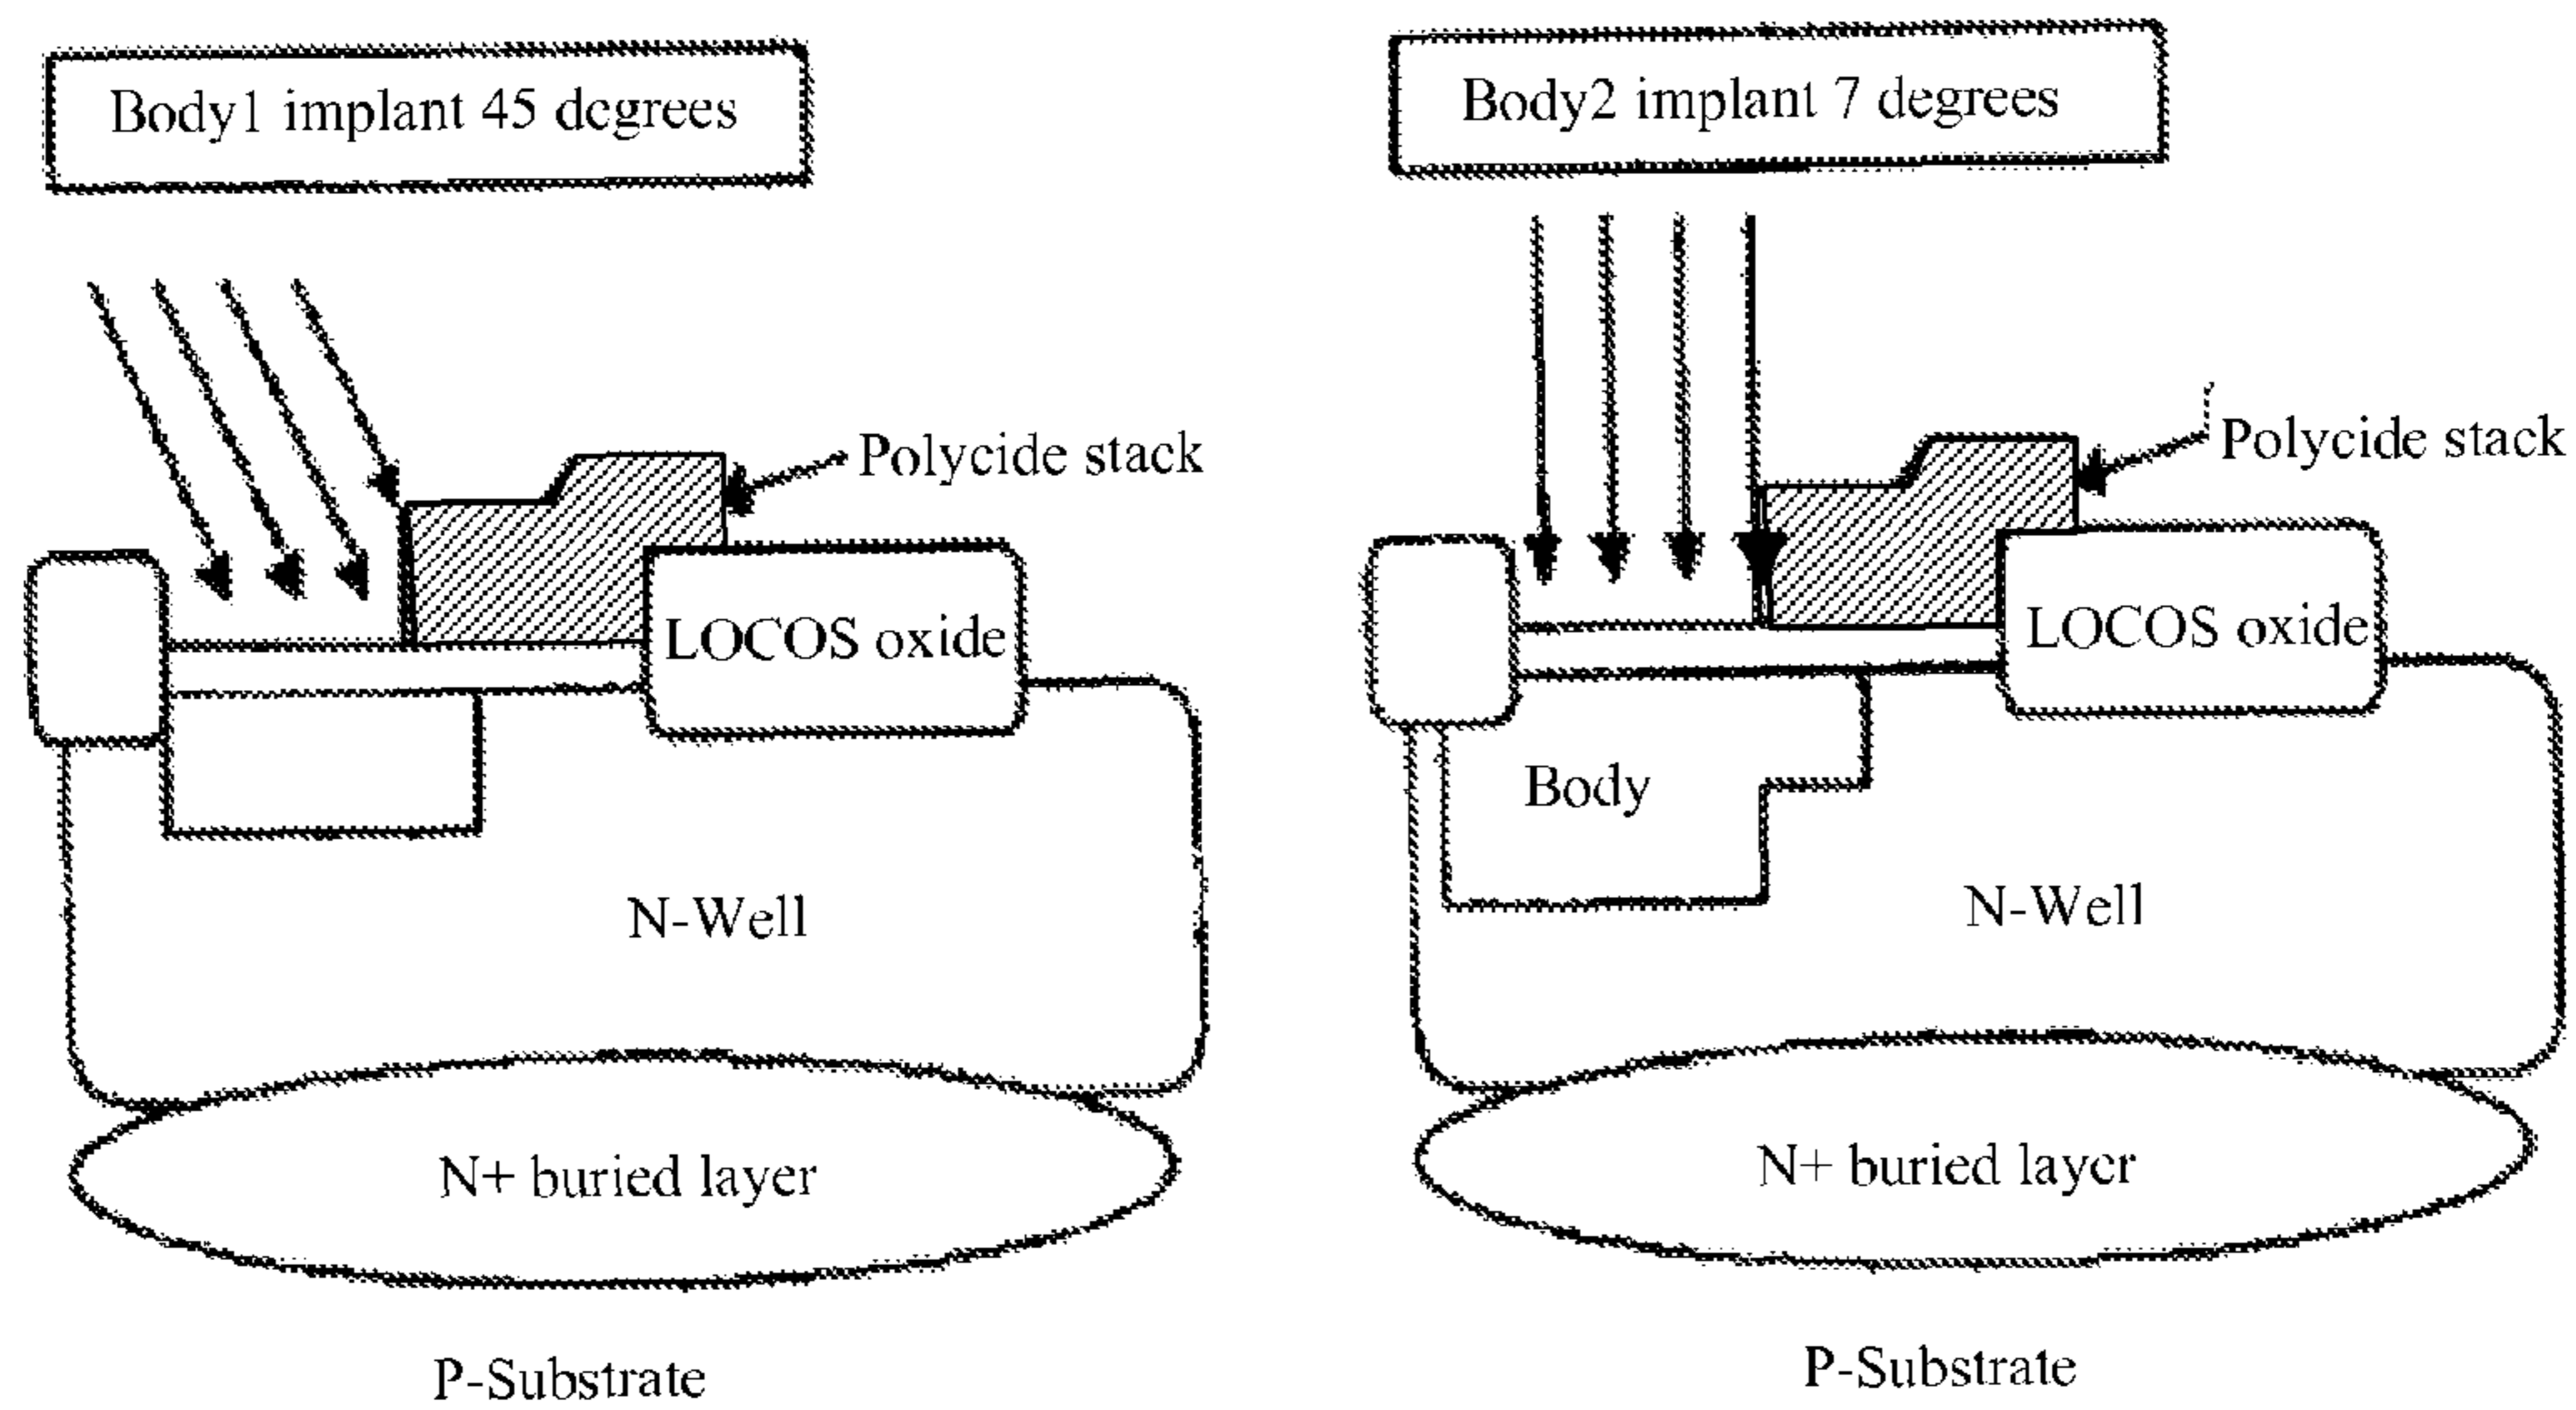 Body1 implant 45 degrees
Polycide stack
LOCOS oxide
N-Well
N+ buried layer
P-Substrate
Body2 implant 7 degrees
Polycide stack
LOCOS oxide
Body
N-Well
N+ buried layer
P-Substrate